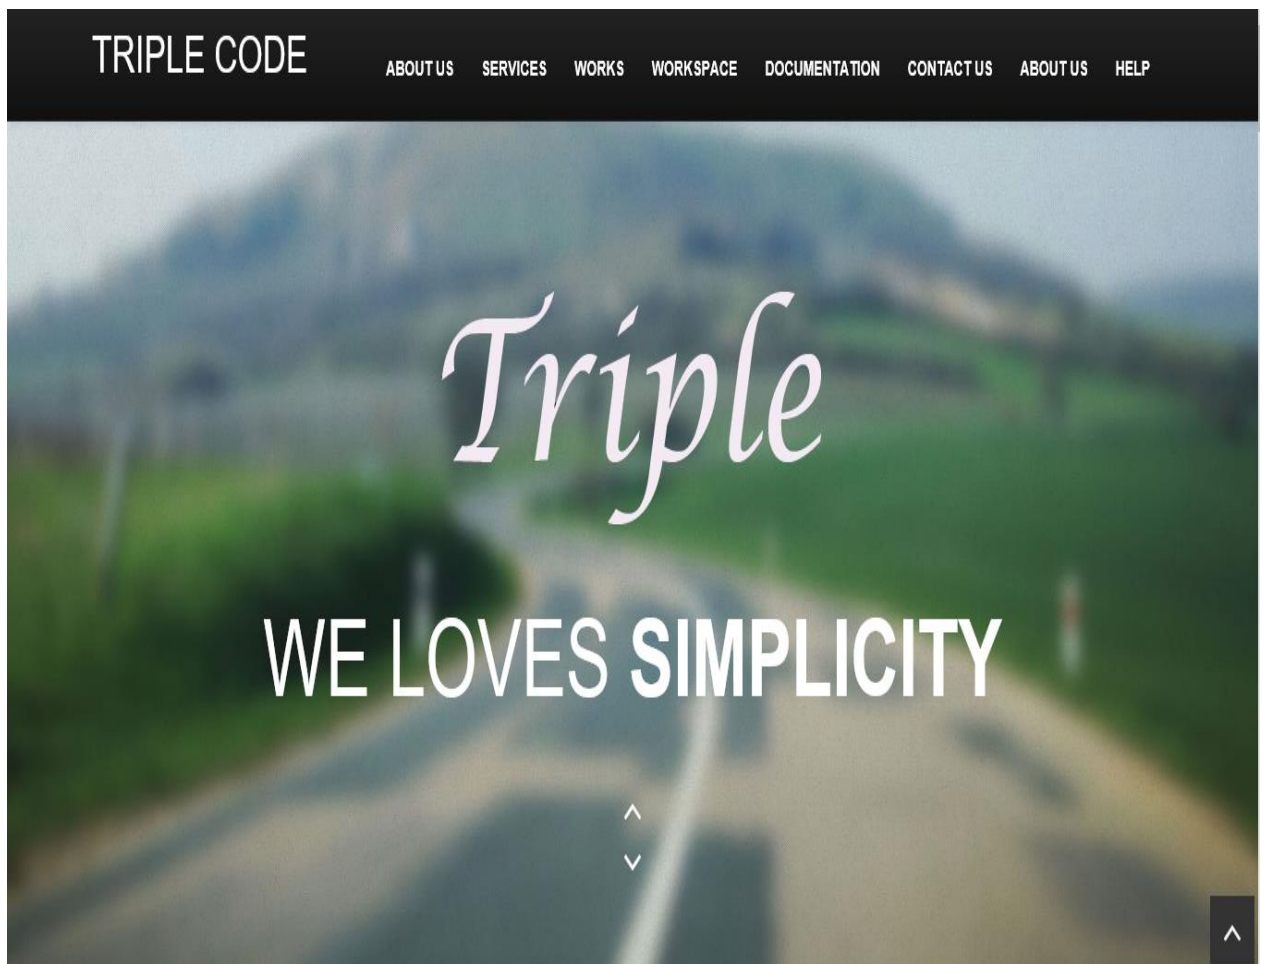 TRIPLE CODE
ABOUT US SERVICES WORKS WORKSPACE DOCUMENTATION CONTACT US ABOUT US HELP
Triple
WE LOVES SIMPLICITY